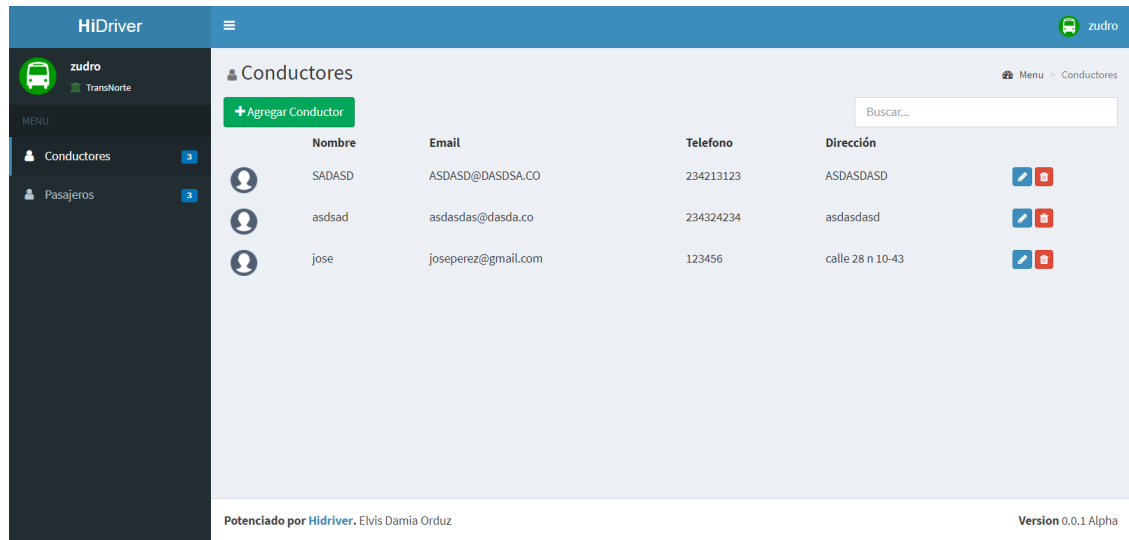 HiDriver
zudro
zudro
TransNorte
Conductores
Menu > Conductores
MENU
Agregar Conductor
Buscar...
Conductores 3
Pasajeros 3
Nombre Email Telefono Dirección
SADASD ASDASD@DASDSA.CO 234213123 ASDASDASD
asdsad asdasdas@dasda.co 234324234 asdasdasd
jose joseperez@gmail.com 123456 calle 28 n 10-43
Potenciado por Hidriver. Elvis Damia Orduz
Version 0.0.1 Alpha